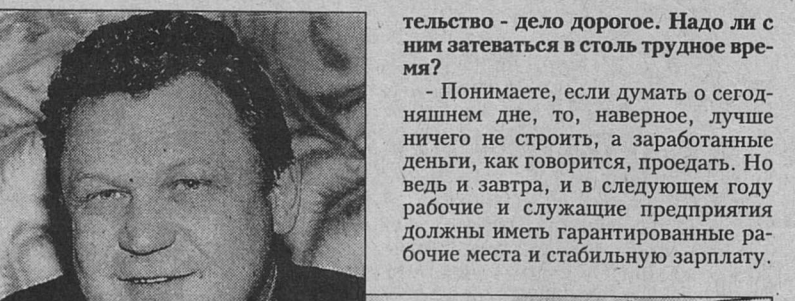 тельство - дело дорогое. Надо ли с
ним затеваться в столь трудное вре-
мя?
- Понимаете, если думать о сегод-
няшнем дне, то, наверное, лучше
ничего не строить, а заработанные
деньги, как говорится, проедать. Но
ведь и завтра, и в следующем году
рабочие и служащие предприятия
должны иметь гарантированные ра-
бочие места и стабильную зарплату.